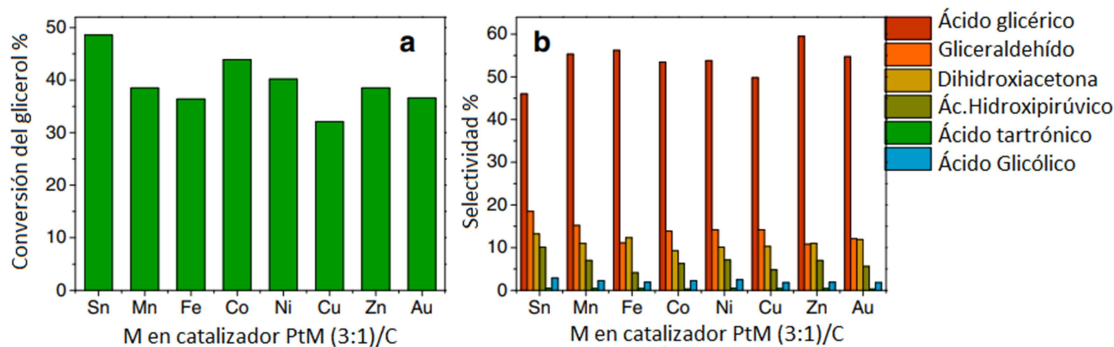 Conversión del glicerol %
50
40
30
20
10
0
a
Sn Mn Fe Co Ni Cu Zn Au
M en catalizador PtM (3:1)/C
Selectividad %
60
50
40
30
20
10
0
b
Sn Mn Fe Co Ni Cu Zn Au
M en catalizador PtM (3:1)/C
Ácido glicérico
Gliceraldehído
Dihidroxiacetona
Ác.Hidroxipirúvico
Ácido tartrónico
Ácido Glicólico